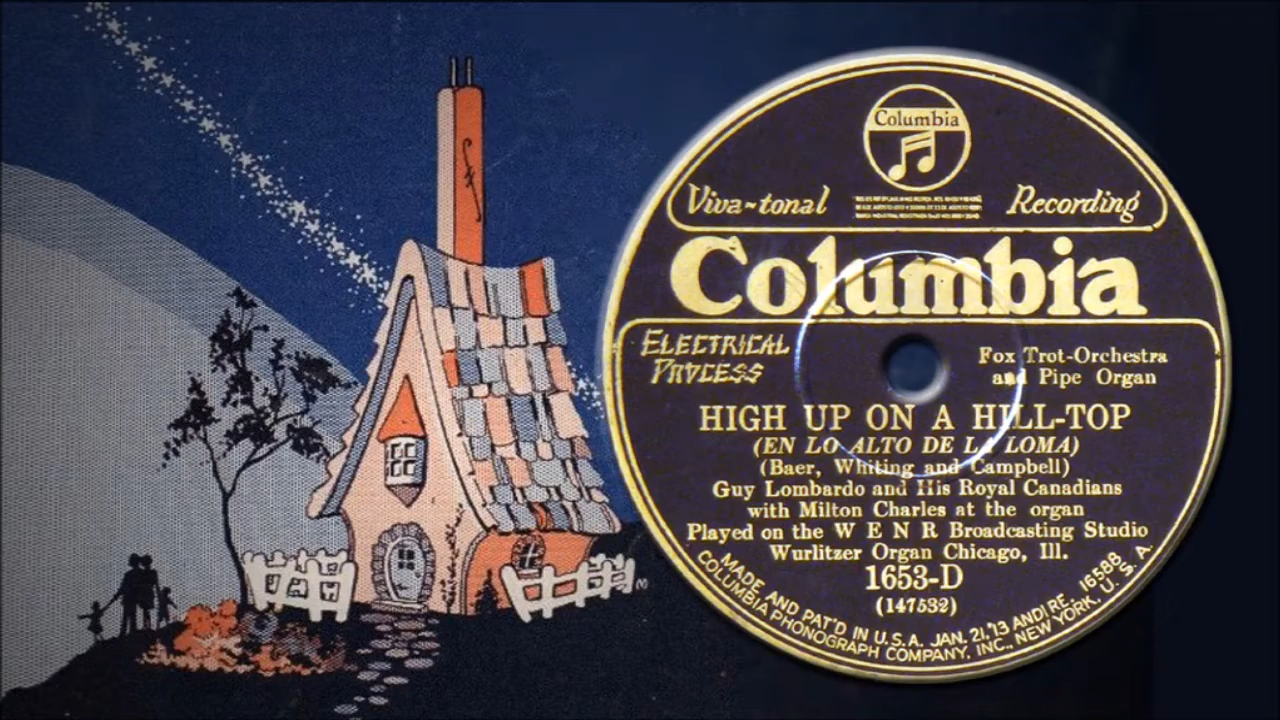 Columbia
Viva~tonal Recording
Columbia
ELECTRICAL
PROCESS
Fox Trot-Orchestra
and Pipe Organ
HIGH UP ON A HILL-TOP
(EN LO ALTO DE LA LOMA)
(Baer, Whiting and Campbell)
Guy Lombardo and His Royal Canadians
with Milton Charles at the organ
Played on the W E N R Broadcasting Studio
Wurlitzer Organ Chicago, Ill.
1653-D
(147532)
MADE AND PAT'D IN U.S.A. JAN. 21,'13 AND RE. 16588
COLUMBIA PHONOGRAPH COMPANY, INC., NEW YORK, U. S. A.